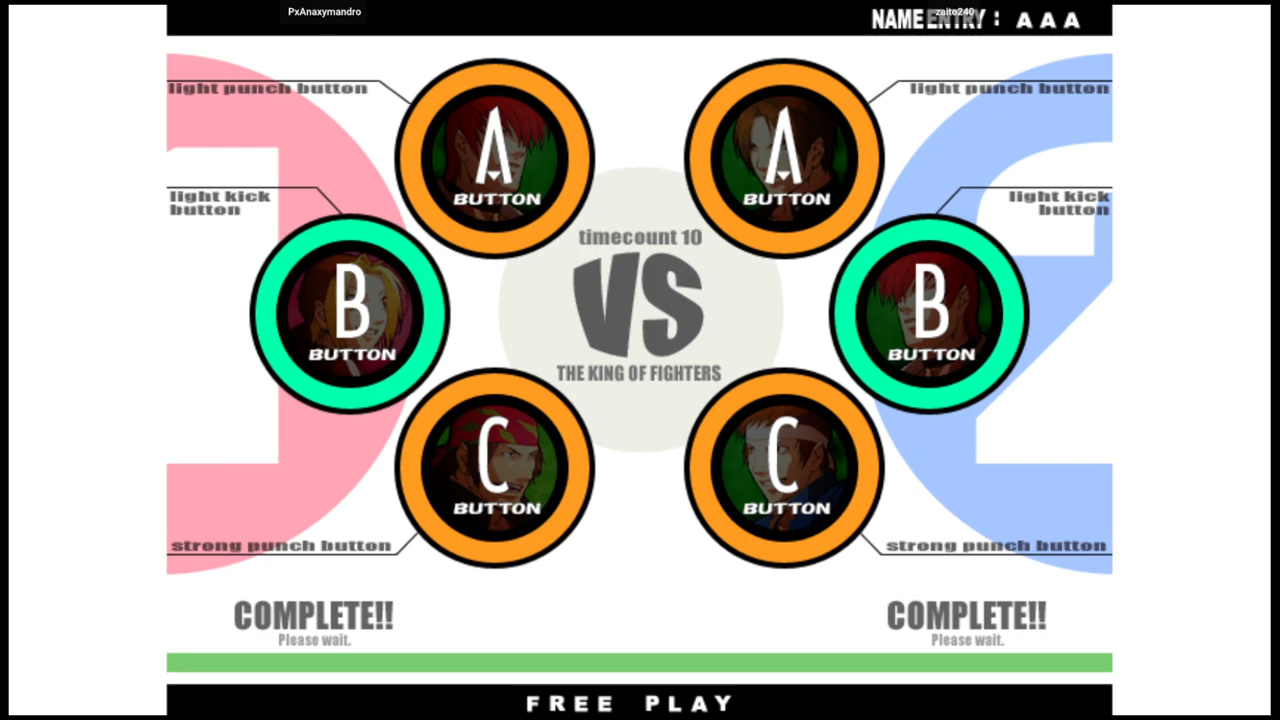 PxAnaxymandro
zaito240
NAME ENTRY : A A A
light punch button
A
BUTTON
A
BUTTON
light punch button
light kick
button
B
BUTTON
timecount 10
VS
THE KING OF FIGHTERS
light kick
button
B
BUTTON
C
BUTTON
C
BUTTON
strong punch button
strong punch button
COMPLETE!!
Please wait.
COMPLETE!!
Please wait.
FREE PLAY